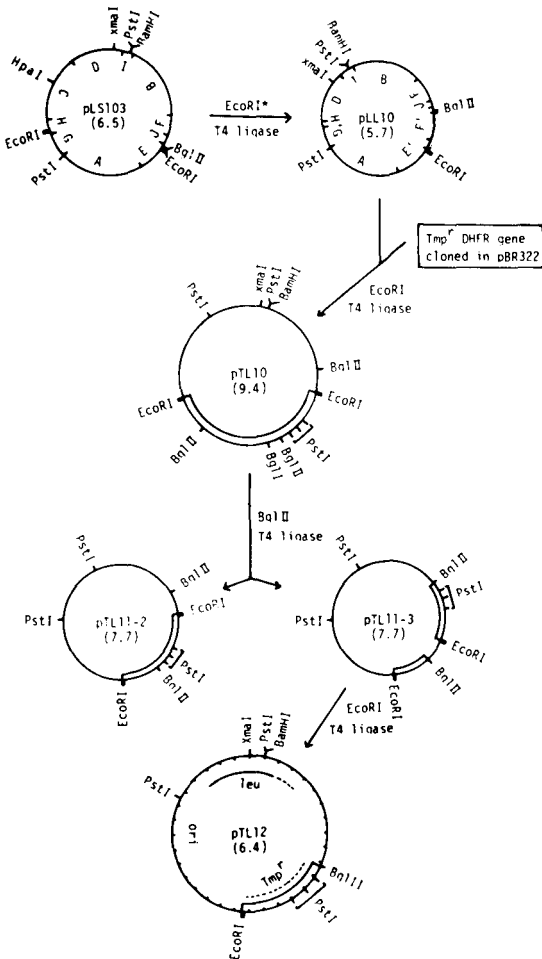 xmaI
PstI
BamHI
HpaI
C
D
I
B
pLS103
(6.5)
EcoRI
G
H
J
F
PstI
A
E
BglII
EcoRI
EcoRI*
T4 ligase
BamHI
PstI
xmaI
D
I
B
pLL10
(5.7)
G'
H
J
F
F'
BglII
PstI
A
E'
EcoRI
Tmpʳ DHFR gene
cloned in pBR322
EcoRI
T4 ligase
xmaI
PstI
BamHI
PstI
pTL10
(9.4)
BglII
EcoRI
EcoRI
BglII
BglI
BglII
PstI
BglII
T4 ligase
PstI
BglII
PstI
pTL11-2
(7.7)
EcoRI
PstI
BglII
EcoRI
PstI
BglII
PstI
PstI
pTL11-3
(7.7)
EcoRI
BglII
EcoRI
EcoRI
T4 ligase
xmaI
PstI
BamHI
PstI
leu
ori
pTL12
(6.4)
Tmpʳ
BglII
PstI
EcoRI